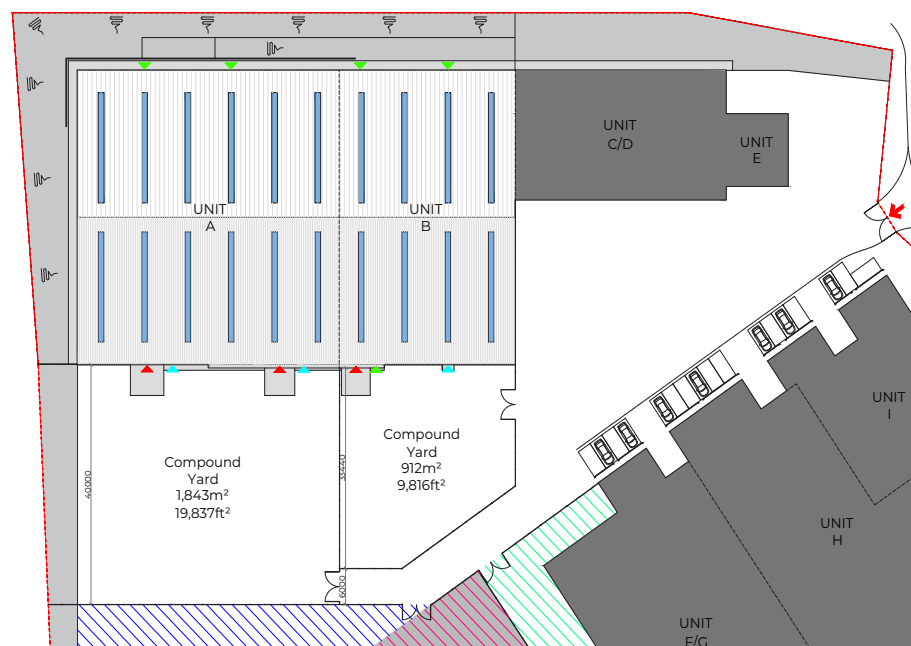 UNIT
C/D
UNIT
E
UNIT
A
UNIT
B
UNIT
I
Compound
Yard
912m²
9,816ft²
Compound
Yard
1,843m²
19,837ft²
40000
33440
6000
UNIT
H
UNIT
F/G